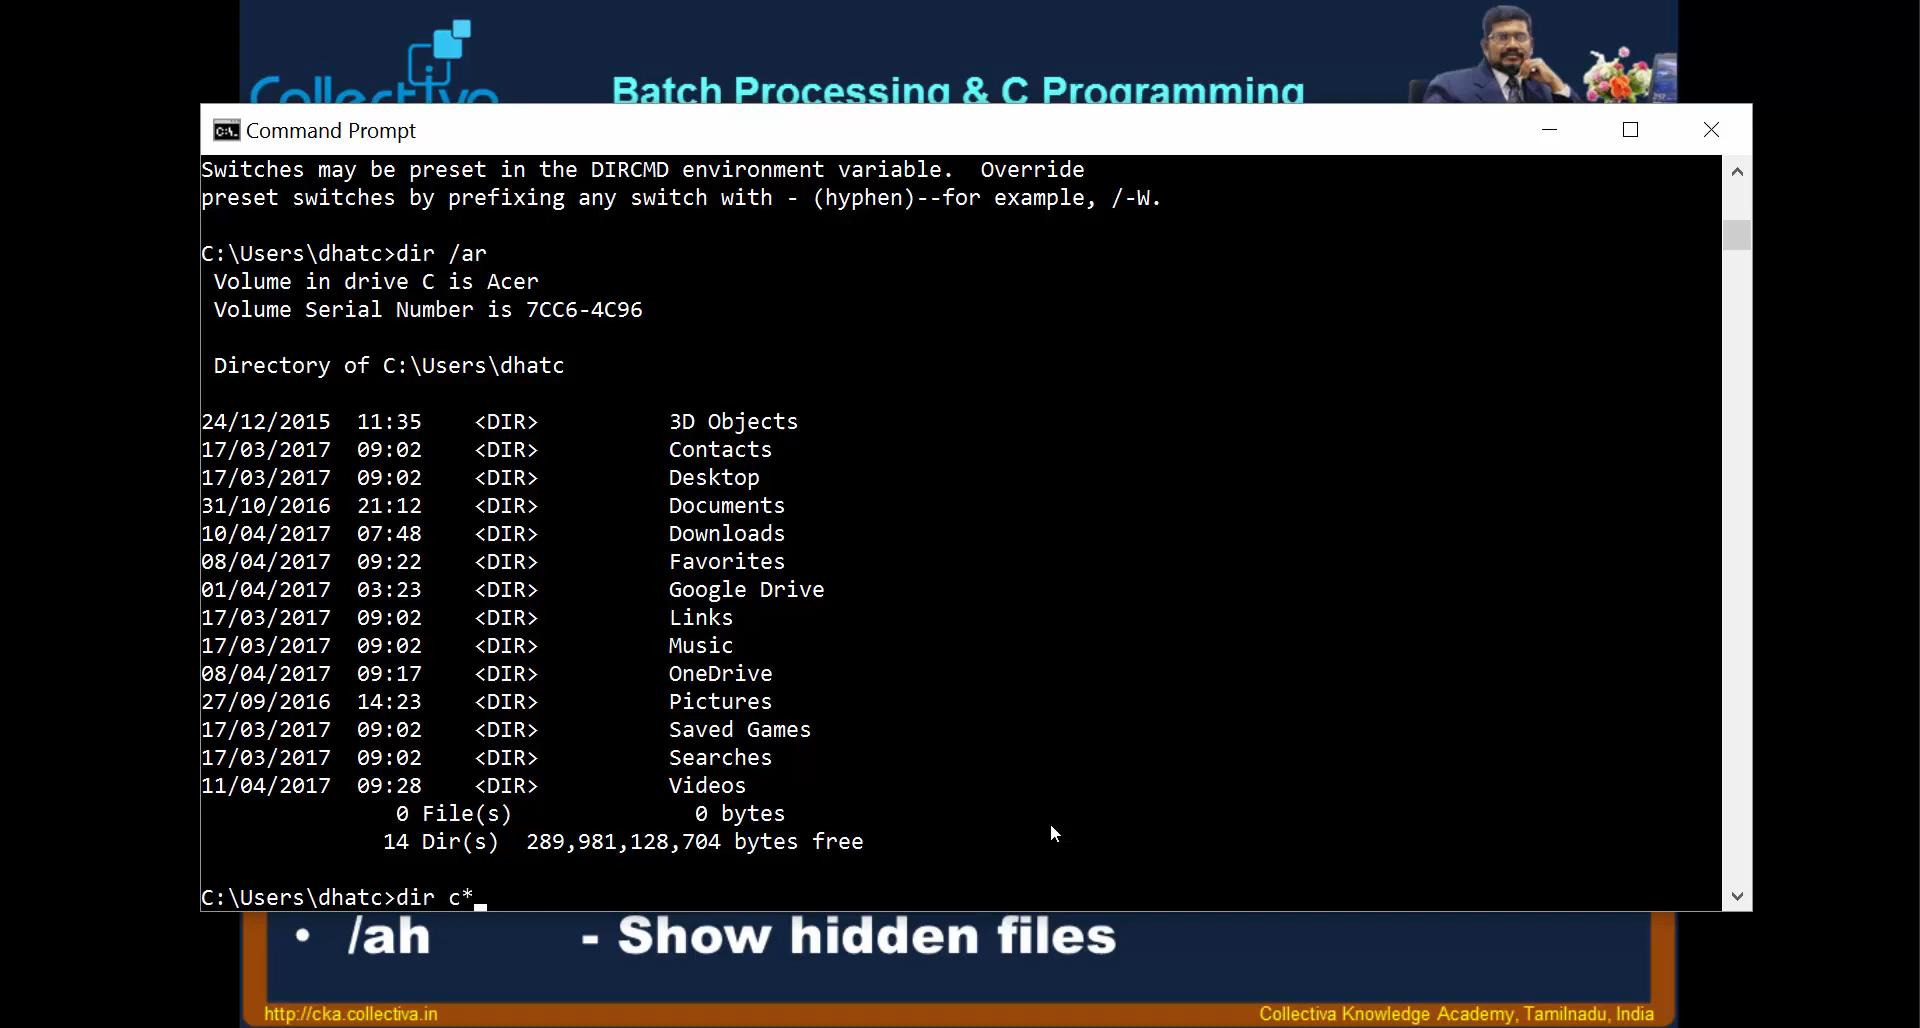 Collectiva
Batch Processing & C Programming
Command Prompt
Switches may be preset in the DIRCMD environment variable.  Override
preset switches by prefixing any switch with - (hyphen)--for example, /-W.
C:\Users\dhatc>dir /ar
Volume in drive C is Acer
Volume Serial Number is 7CC6-4C96
Directory of C:\Users\dhatc
24/12/2015  11:35    <DIR>          3D Objects
17/03/2017  09:02    <DIR>          Contacts
17/03/2017  09:02    <DIR>          Desktop
31/10/2016  21:12    <DIR>          Documents
10/04/2017  07:48    <DIR>          Downloads
08/04/2017  09:22    <DIR>          Favorites
01/04/2017  03:23    <DIR>          Google Drive
17/03/2017  09:02    <DIR>          Links
17/03/2017  09:02    <DIR>          Music
08/04/2017  09:17    <DIR>          OneDrive
27/09/2016  14:23    <DIR>          Pictures
17/03/2017  09:02    <DIR>          Saved Games
17/03/2017  09:02    <DIR>          Searches
11/04/2017  09:28    <DIR>          Videos
0 File(s)              0 bytes
14 Dir(s)  289,981,128,704 bytes free
C:\Users\dhatc>dir c*
• /ah - Show hidden files
http://cka.collectiva.in
Collectiva Knowledge Academy, Tamilnadu, India